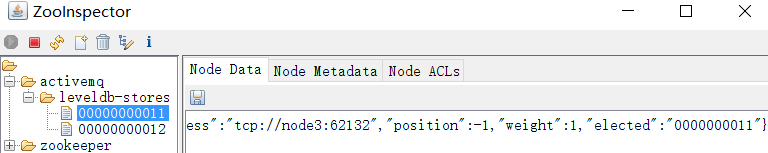 ZooInspector
activemq
leveldb-stores
00000000011
00000000012
zookeeper
Node Data
Node Metadata
Node ACLs
ess":"tcp://node3:62132","position":-1,"weight":1,"elected":"0000000011"}